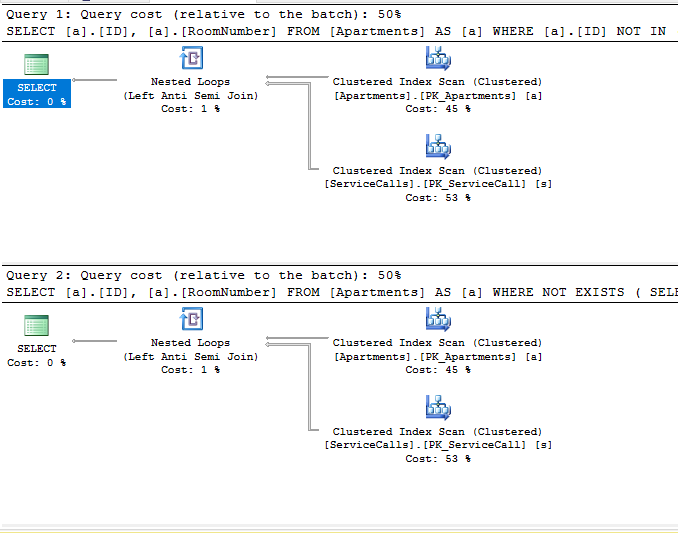 Query 1: Query cost (relative to the batch): 50%
SELECT [a].[ID], [a].[RoomNumber] FROM [Apartments] AS [a] WHERE [a].[ID] NOT IN
SELECT
Cost: 0 %
Nested Loops
(Left Anti Semi Join)
Cost: 1 %
Clustered Index Scan (Clustered)
[Apartments].[PK_Apartments] [a]
Cost: 45 %
Clustered Index Scan (Clustered)
[ServiceCalls].[PK_ServiceCall] [s]
Cost: 53 %
Query 2: Query cost (relative to the batch): 50%
SELECT [a].[ID], [a].[RoomNumber] FROM [Apartments] AS [a] WHERE NOT EXISTS ( SEL
SELECT
Cost: 0 %
Nested Loops
(Left Anti Semi Join)
Cost: 1 %
Clustered Index Scan (Clustered)
[Apartments].[PK_Apartments] [a]
Cost: 45 %
Clustered Index Scan (Clustered)
[ServiceCalls].[PK_ServiceCall] [s]
Cost: 53 %